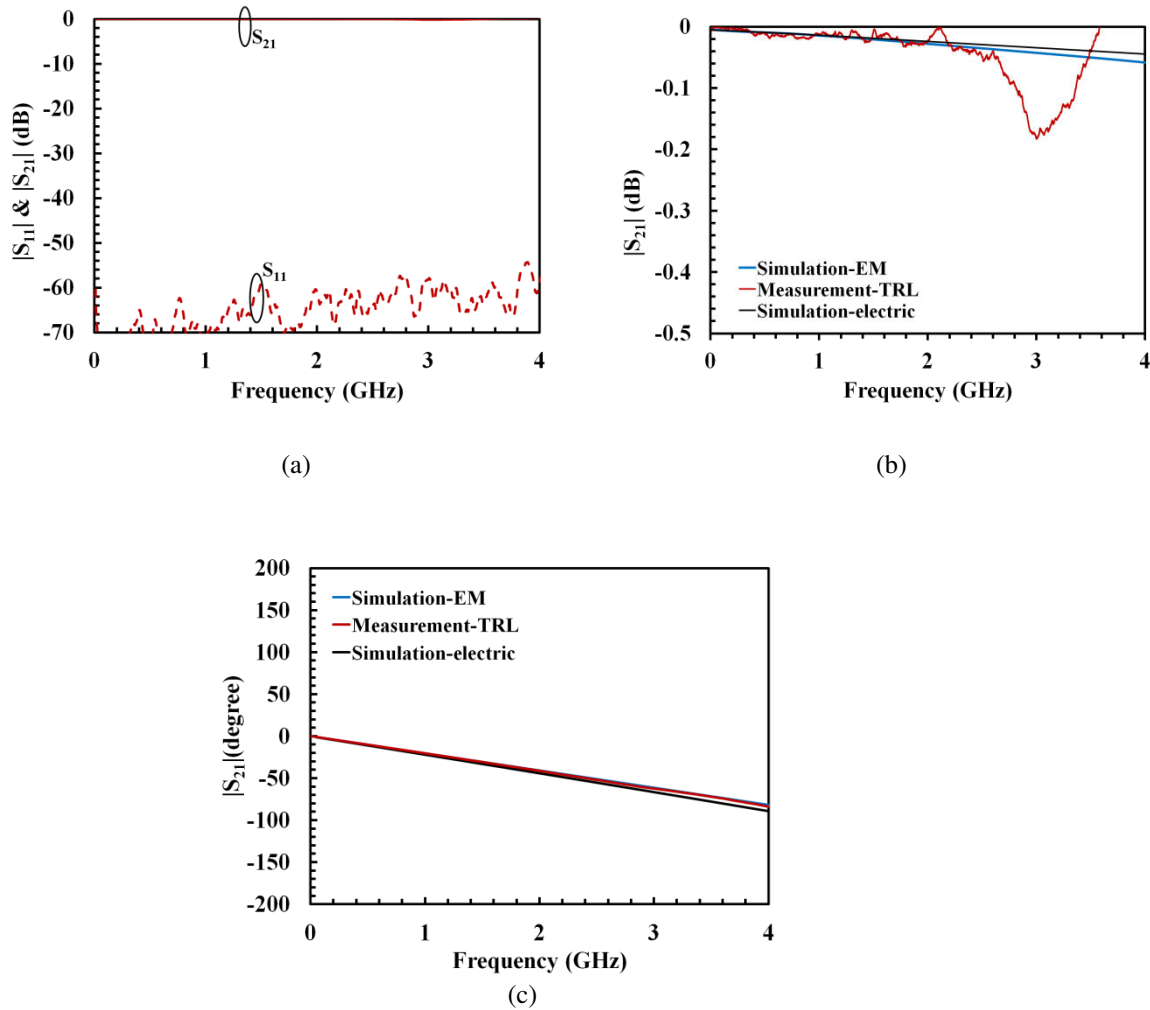 0
-10
-20
-30
-40
-50
-60
-70
|S11| & |S21| (dB)
S21
S11
0 1 2 3 4
Frequency (GHz)
(a)
0
-0.1
-0.2
-0.3
-0.4
-0.5
|S21| (dB)
Simulation-EM
Measurement-TRL
Simulation-electric
0 1 2 3 4
Frequency (GHz)
(b)
200
150
100
50
0
-50
-100
-150
-200
|S21|(degree)
Simulation-EM
Measurement-TRL
Simulation-electric
0 1 2 3 4
Frequency (GHz)
(c)